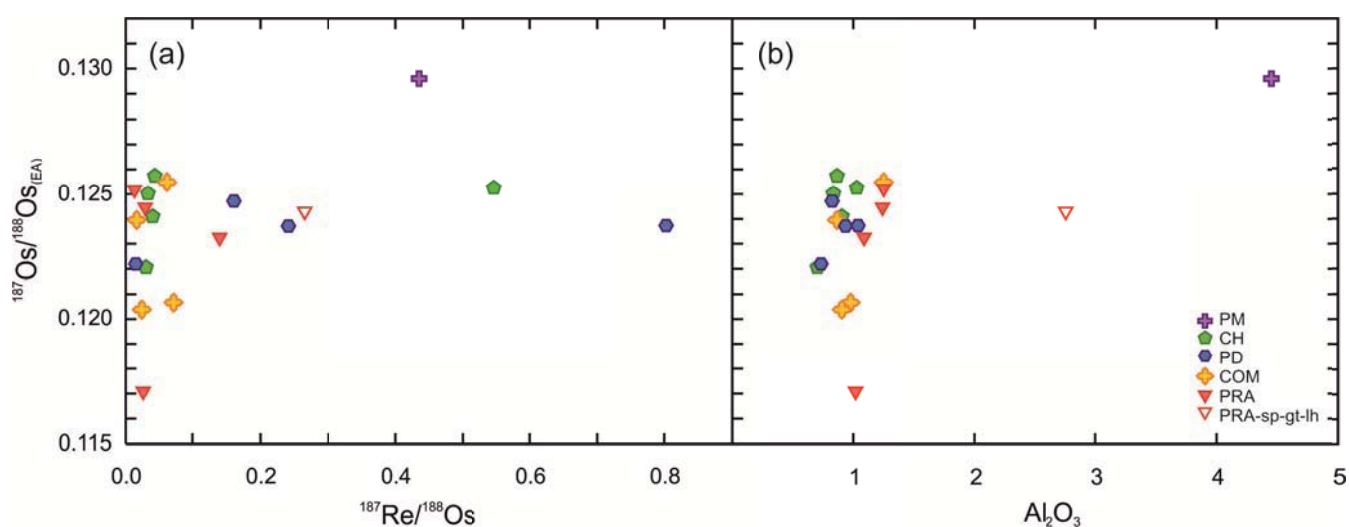 (a)
(b)
0.130
0.125
0.120
0.115
¹⁸⁷Os/¹⁸⁸Os(EA)
PM
CH
PD
COM
PRA
PRA-sp-gt-lh
0.0 0.2 0.4 0.6 0.8 1 2 3 4 5
¹⁸⁷Re/¹⁸⁸Os Al₂O₃